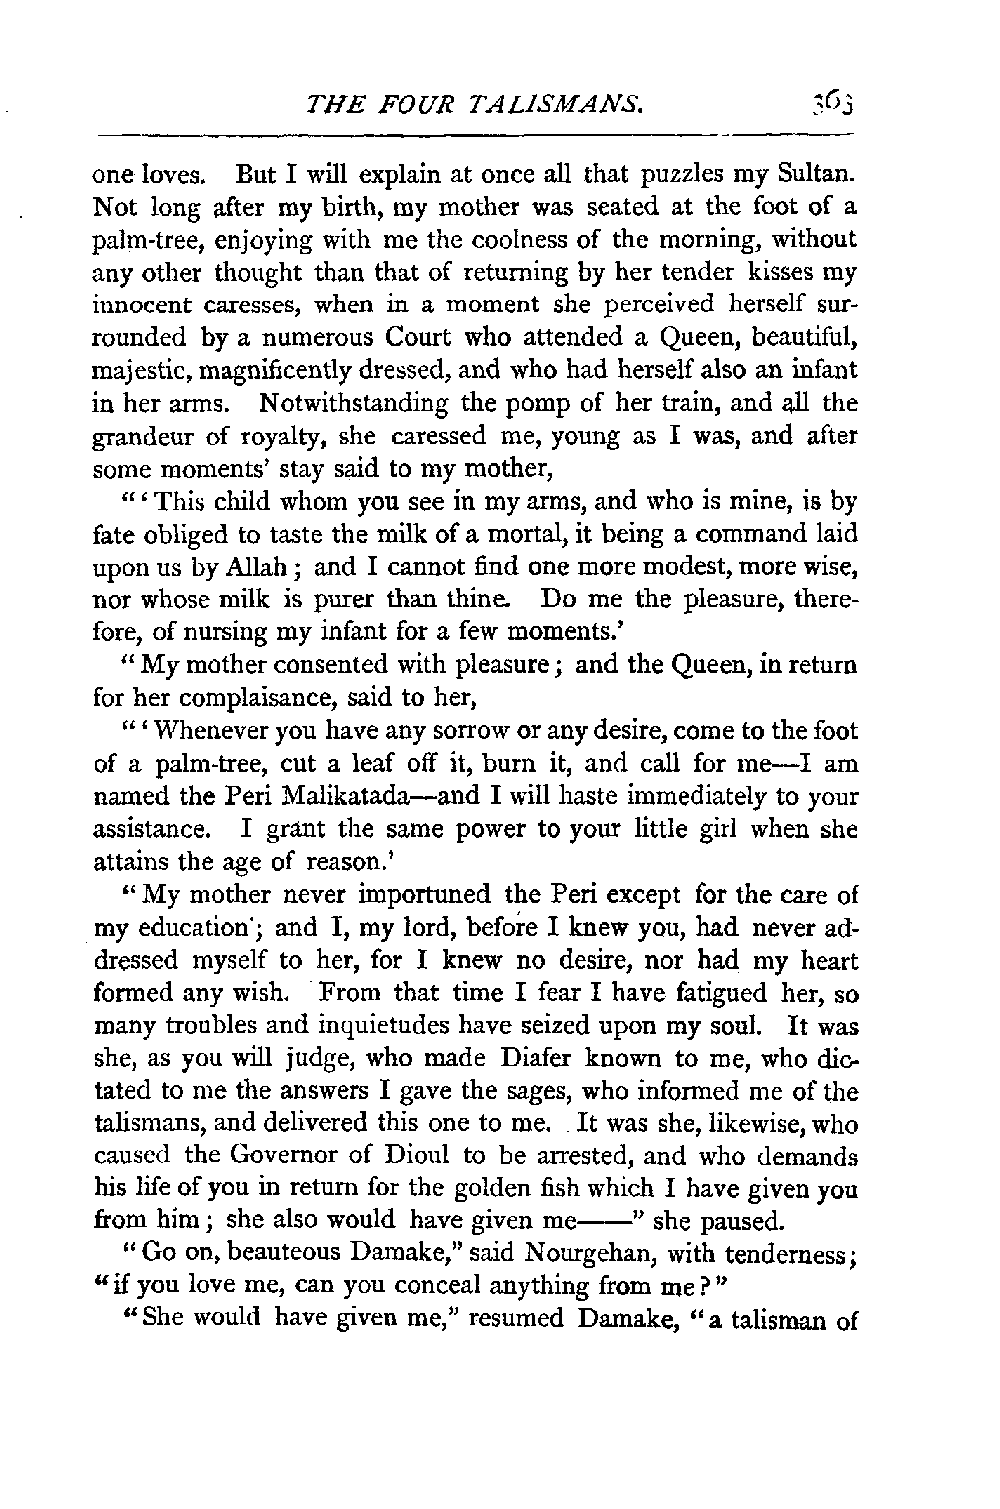 THE FOUR TALISMANS. 363
one loves. But I will explain at once all that puzzles my Sultan.
Not long after my birth, my mother was seated at the foot of a
palm-tree, enjoying with me the coolness of the morning, without
any other thought than that of returning by her tender kisses my
innocent caresses, when in a moment she perceived herself sur-
rounded by a numerous Court who attended a Queen, beautiful,
majestic, magnificently dressed, and who had herself also an infant
in her arms. Notwithstanding the pomp of her train, and all the
grandeur of royalty, she caressed me, young as I was, and after
some moments' stay said to my mother,
"'This child whom you see in my arms, and who is mine, is by
fate obliged to taste the milk of a mortal, it being a command laid
upon us by Allah; and I cannot find one more modest, more wise,
nor whose milk is purer than thine. Do me the pleasure, there-
fore, of nursing my infant for a few moments.'
"My mother consented with pleasure; and the Queen, in return
for her complaisance, said to her,
"'Whenever you have any sorrow or any desire, come to the foot
of a palm-tree, cut a leaf off it, burn it, and call for me—I am
named the Peri Malikatada—and I will haste immediately to your
assistance. I grant the same power to your little girl when she
attains the age of reason.'
"My mother never importuned the Peri except for the care of
my education; and I, my lord, before I knew you, had never ad-
dressed myself to her, for I knew no desire, nor had my heart
formed any wish. From that time I fear I have fatigued her, so
many troubles and inquietudes have seized upon my soul. It was
she, as you will judge, who made Diafer known to me, who dic-
tated to me the answers I gave the sages, who informed me of the
talismans, and delivered this one to me. It was she, likewise, who
caused the Governor of Dioul to be arrested, and who demands
his life of you in return for the golden fish which I have given you
from him; she also would have given me——" she paused.
"Go on, beauteous Damake," said Nourgehan, with tenderness;
"if you love me, can you conceal anything from me?"
"She would have given me," resumed Damake, "a talisman of